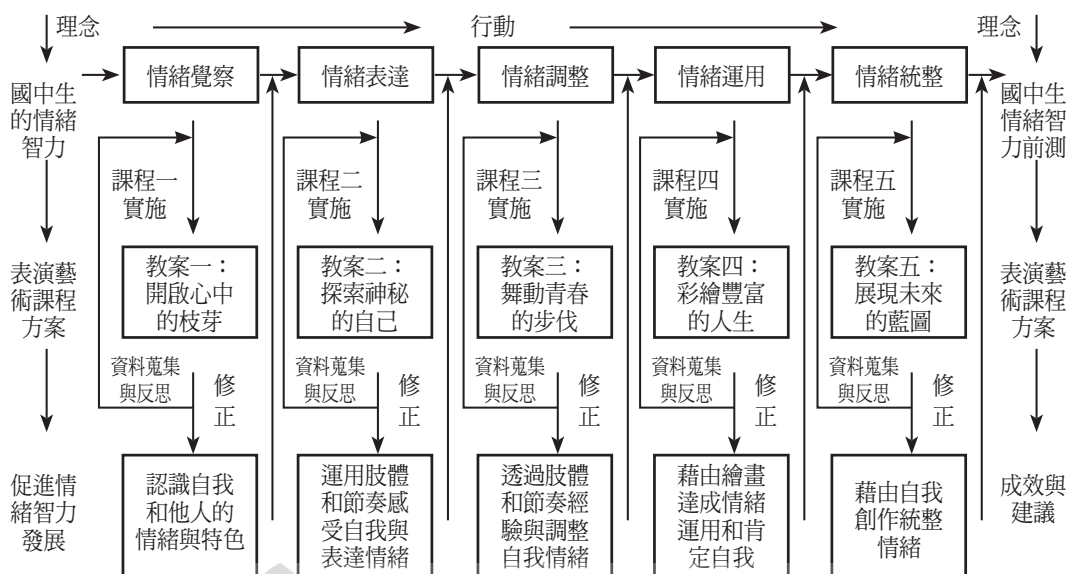 理念
行動
理念
國中生
的情緒
智力
表演藝
術課程
方案
促進情
緒智力
發展
情緒覺察
課程一
實施
教案一：
開啟心中
的枝芽
資料蒐集
與反思
修
正
認識自我
和他人的
情緒與特色
情緒表達
課程二
實施
教案二：
探索神秘
的自己
資料蒐集
與反思
修
正
運用肢體
和節奏感
受自我與
表達情緒
情緒調整
課程三
實施
教案三：
舞動青春
的步伐
資料蒐集
與反思
修
正
透過肢體
和節奏經
驗與調整
自我情緒
情緒運用
課程四
實施
教案四：
彩繪豐富
的人生
資料蒐集
與反思
修
正
藉由繪畫
達成情緒
運用和肯
定自我
情緒統整
課程五
實施
教案五：
展現未來
的藍圖
資料蒐集
與反思
修
正
藉由自我
創作統整
情緒
國中生
情緒智
力前測
表演藝
術課程
方案
成效與
建議